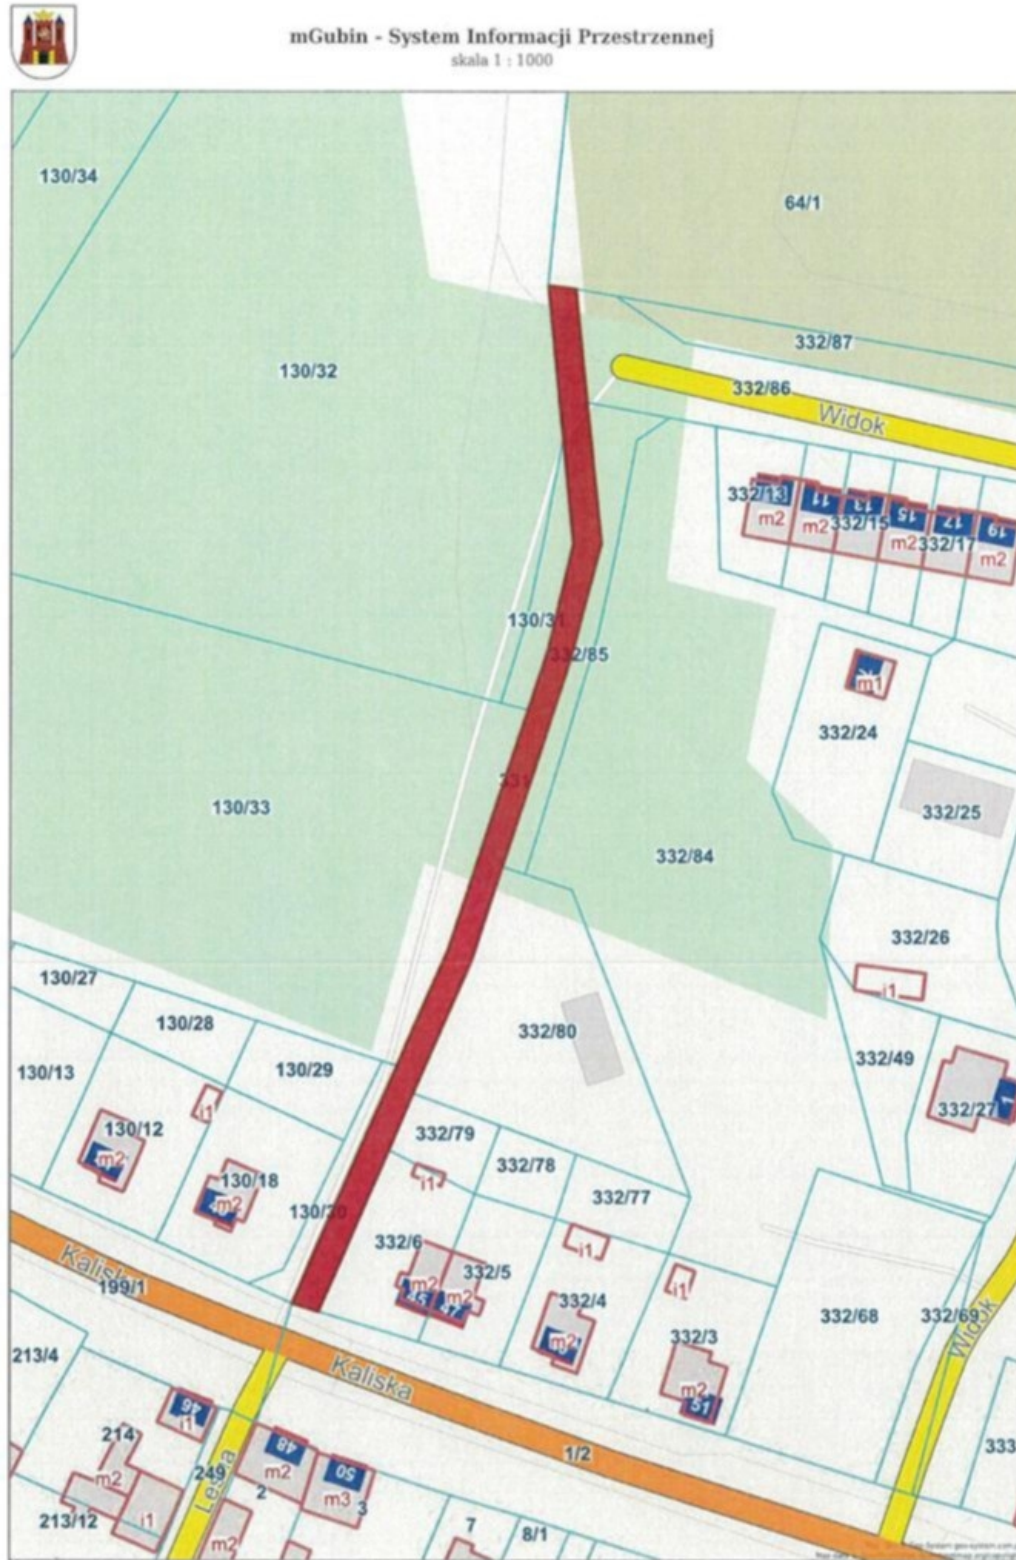 mGubin - System Informacji Przestrzennej
skala 1 : 1000
130/34
64/1
332/87
130/32
332/86
Widok
332/13
11
13
15
17
19
m2
m2
332/15
m2
332/17
m2
130/31
332/85
m1
332/24
331
332/25
130/33
332/84
332/26
i1
130/27
130/28
332/80
332/49
130/13
130/29
332/27
1
i1
130/12
m2
332/79
332/78
i1
130/18
m2
332/77
130/20
332/6
i1
m2
332/5
m2
i1
Kaliska
199/1
332/4
m2
332/68
332/69
Widok
332/3
213/4
Kaliska
m2
51
46
i1
214
48
m2
50
m3
1/2
333
m2
249
Leśna
2
3
i1
213/12
m2
7
8/1